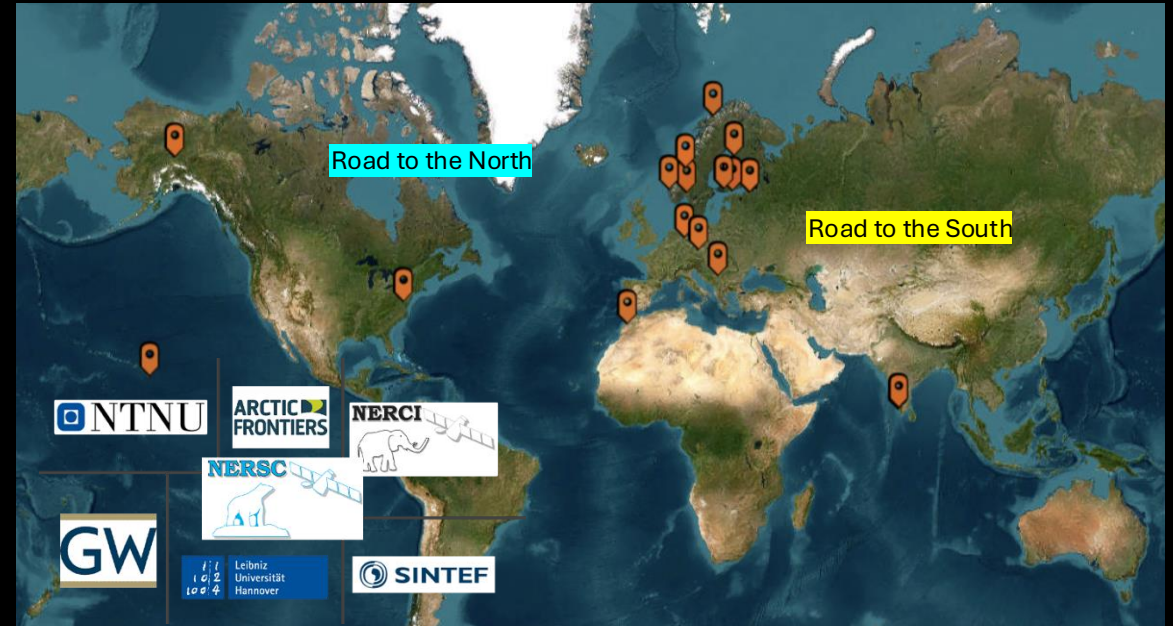 Road to the North
Road to the South
NTNU
ARCTIC
FRONTIERS
NERCI
NERSC
GW
Leibniz
Universität
Hannover
SINTEF